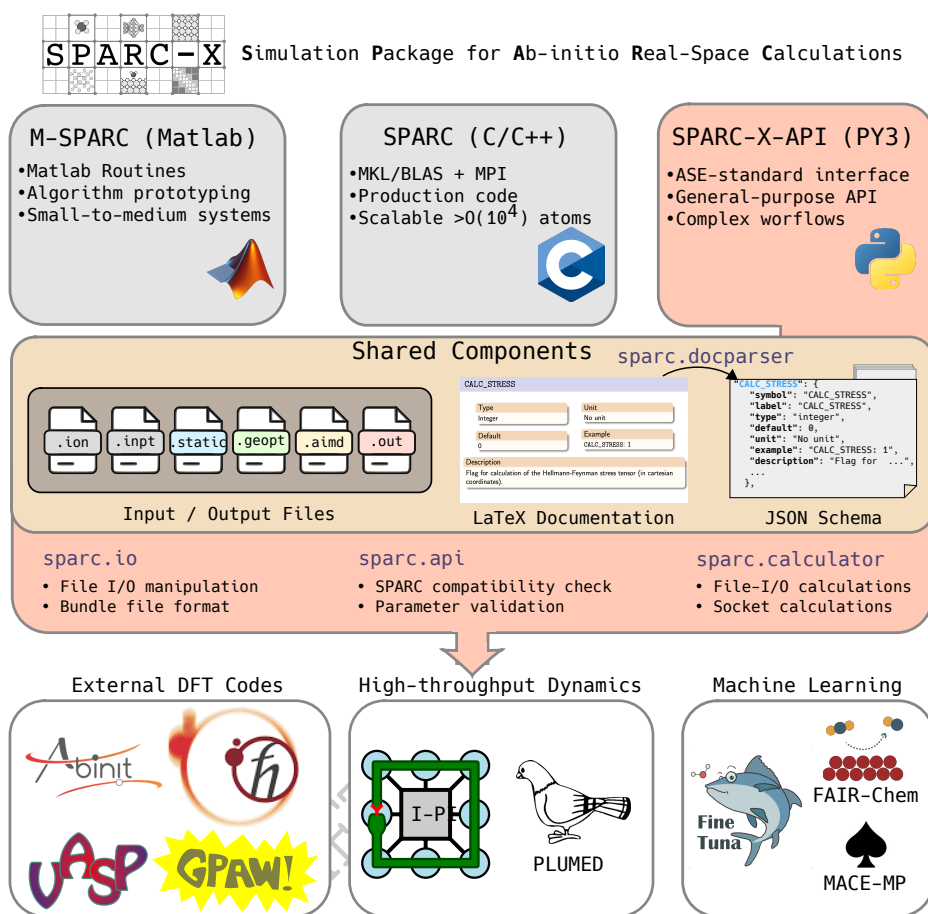 SPARC-X Simulation Package for Ab-initio Real-Space Calculations
M-SPARC (Matlab)
•Matlab Routines
•Algorithm prototyping
•Small-to-medium systems
SPARC (C/C++)
•MKL/BLAS + MPI
•Production code
•Scalable >O(10⁴) atoms
C
SPARC-X-API (PY3)
•ASE-standard interface
•General-purpose API
•Complex worflows
Shared Components
sparc.docparser
.ion .inpt .static .geopt .aimd .out
Input / Output Files
CALC_STRESS
Type Unit
Integer No unit
Default Example
0 CALC_STRESS: 1
Description
Flag for calculation of the Hellmann-Feynman stress tensor (in cartesian
coordinates).
LaTeX Documentation
"CALC_STRESS": {
"symbol": "CALC_STRESS",
"label": "CALC_STRESS",
"type": "integer",
"default": 0,
"unit": "No unit",
"example": "CALC_STRESS: 1",
"description": "Flag for ...",
...
},
JSON Schema
sparc.io
• File I/O manipulation
• Bundle file format
sparc.api
• SPARC compatibility check
• Parameter validation
sparc.calculator
• File-I/O calculations
• Socket calculations
External DFT Codes
Abinit
VASP
GPAW!
High-throughput Dynamics
I-PI
PLUMED
Machine Learning
Fine
Tuna
FAIR-Chem
MACE-MP